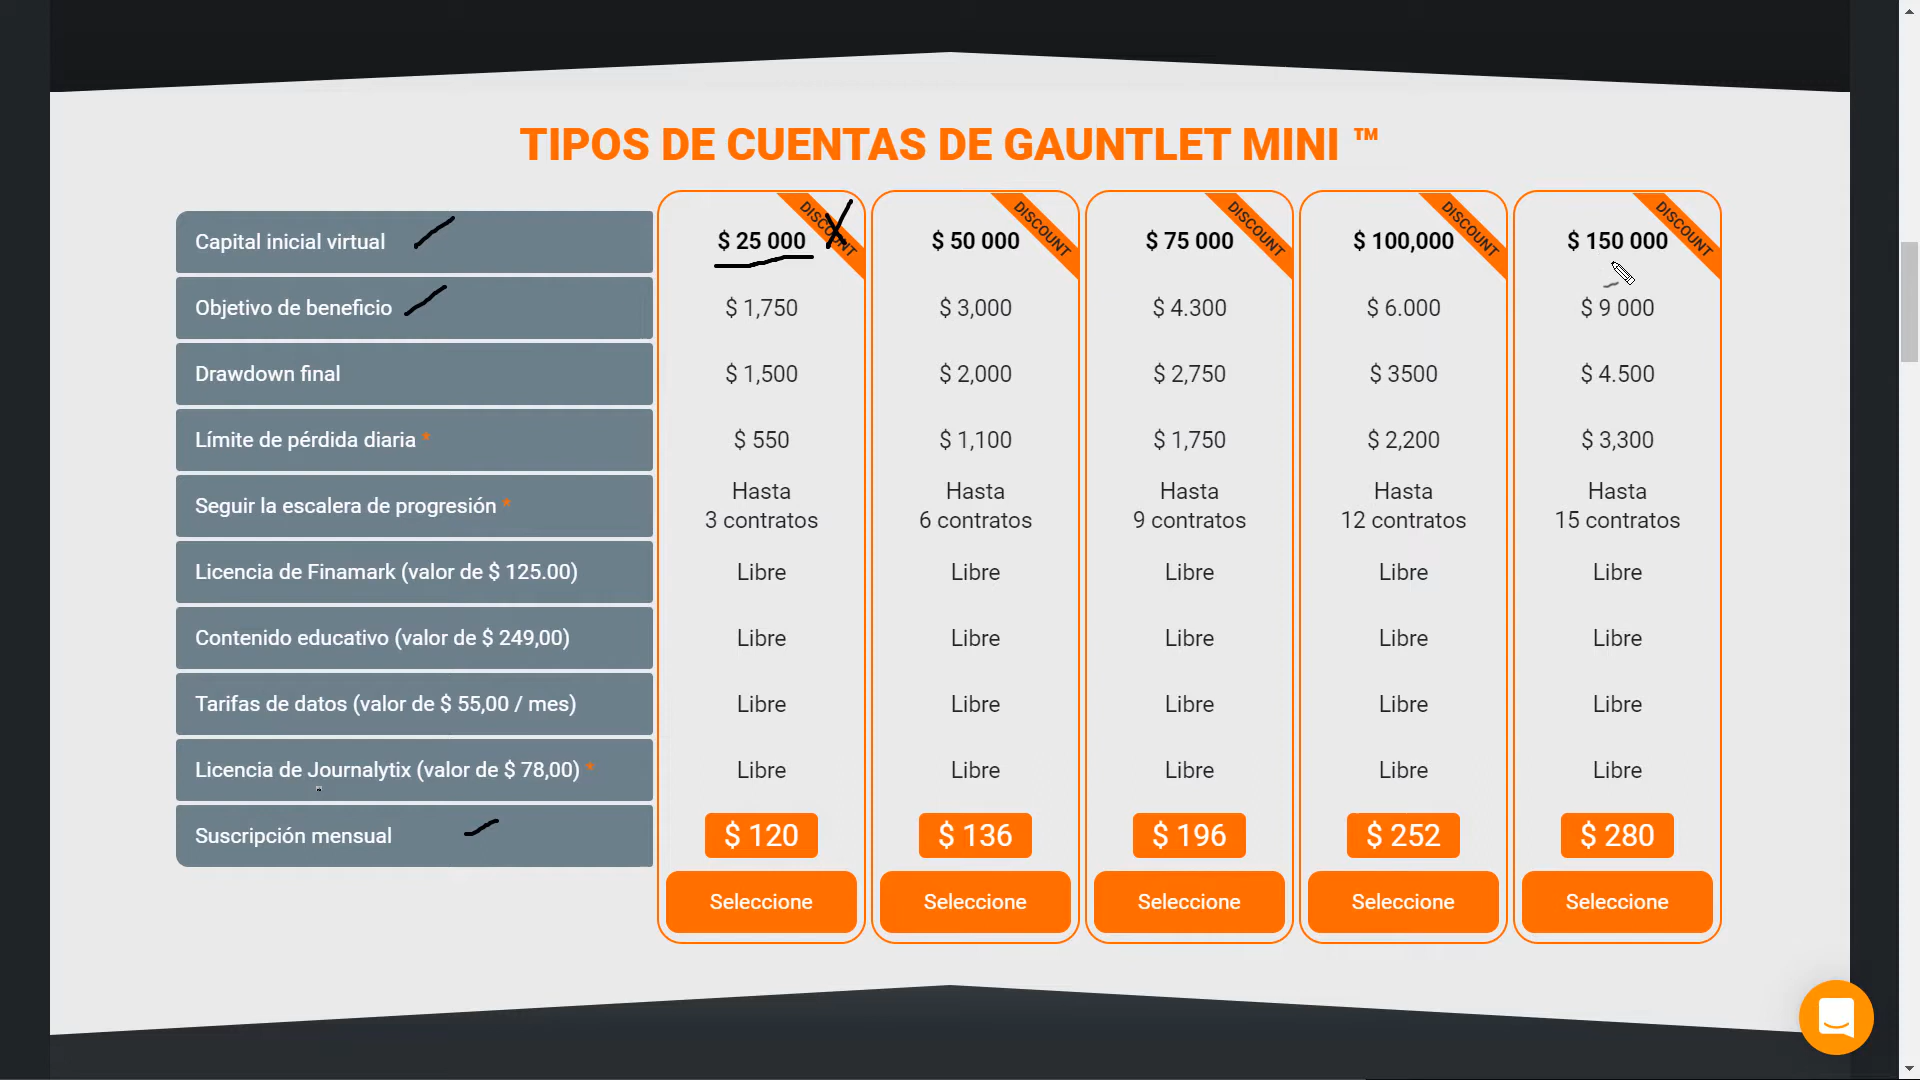 TIPOS DE CUENTAS DE GAUNTLET MINI ™
DISCOUNT DISCOUNT DISCOUNT DISCOUNT DISCOUNT
Capital inicial virtual $ 25 000 $ 50 000 $ 75 000 $ 100,000 $ 150 000
Objetivo de beneficio $ 1,750 $ 3,000 $ 4.300 $ 6.000 $ 9 000
Drawdown final $ 1,500 $ 2,000 $ 2,750 $ 3500 $ 4.500
Límite de pérdida diaria * $ 550 $ 1,100 $ 1,750 $ 2,200 $ 3,300
Seguir la escalera de progresión * Hasta 3 contratos Hasta 6 contratos Hasta 9 contratos Hasta 12 contratos Hasta 15 contratos
Licencia de Finamark (valor de $ 125.00) Libre Libre Libre Libre Libre
Contenido educativo (valor de $ 249,00) Libre Libre Libre Libre Libre
Tarifas de datos (valor de $ 55,00 / mes) Libre Libre Libre Libre Libre
Licencia de Journalytix (valor de $ 78,00) * Libre Libre Libre Libre Libre
Suscripción mensual $ 120 $ 136 $ 196 $ 252 $ 280
Seleccione Seleccione Seleccione Seleccione Seleccione